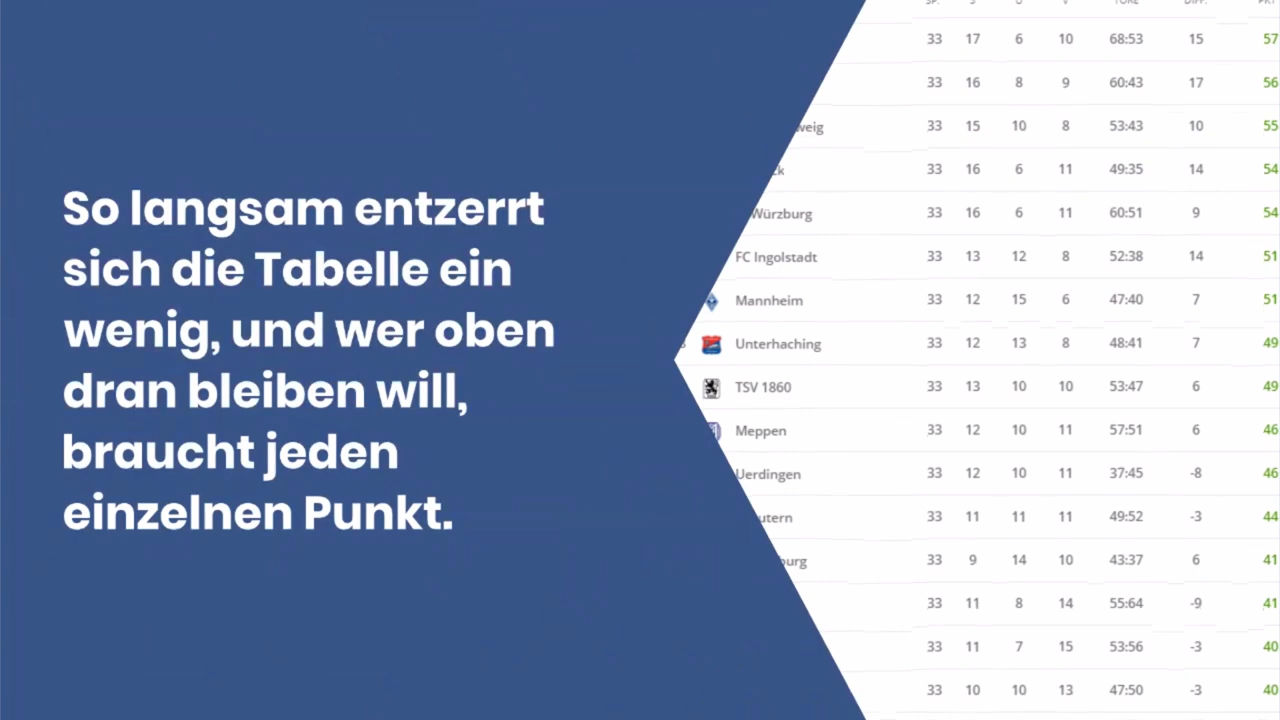 So langsam entzerrt
sich die Tabelle ein
wenig, und wer oben
dran bleiben will,
braucht jeden
einzelnen Punkt.
33 17 6 10 68:53 15 57
33 16 8 9 60:43 17 56
weig 33 15 10 8 53:43 10 55
ck 33 16 6 11 49:35 14 54
Würzburg 33 16 6 11 60:51 9 54
FC Ingolstadt 33 13 12 8 52:38 14 51
Mannheim 33 12 15 6 47:40 7 51
Unterhaching 33 12 13 8 48:41 7 49
TSV 1860 33 13 10 10 53:47 6 49
Meppen 33 12 10 11 57:51 6 46
Uerdingen 33 12 10 11 37:45 -8 46
utern 33 11 11 11 49:52 -3 44
burg 33 9 14 10 43:37 6 41
33 11 8 14 55:64 -9 41
33 11 7 15 53:56 -3 40
33 10 10 13 47:50 -3 40